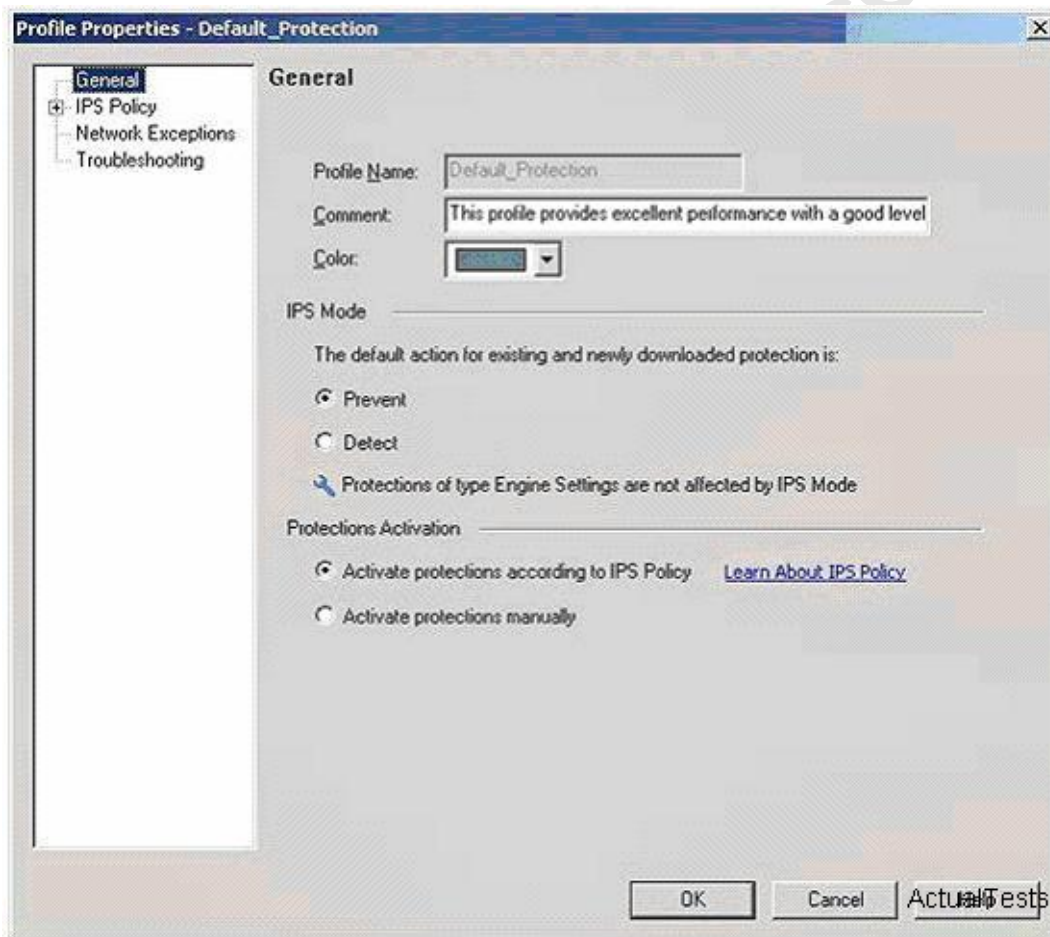 Profile Properties - Default_Protection
General
IPS Policy
Network Exceptions
Troubleshooting
General
Profile Name: Default_Protection
Comment: This profile provides excellent performance with a good level
Color:
IPS Mode
The default action for existing and newly downloaded protection is:
Prevent
Detect
Protections of type Engine Settings are not affected by IPS Mode
Protections Activation
Activate protections according to IPS Policy Learn About IPS Policy
Activate protections manually
OK Cancel Help
ActualTests